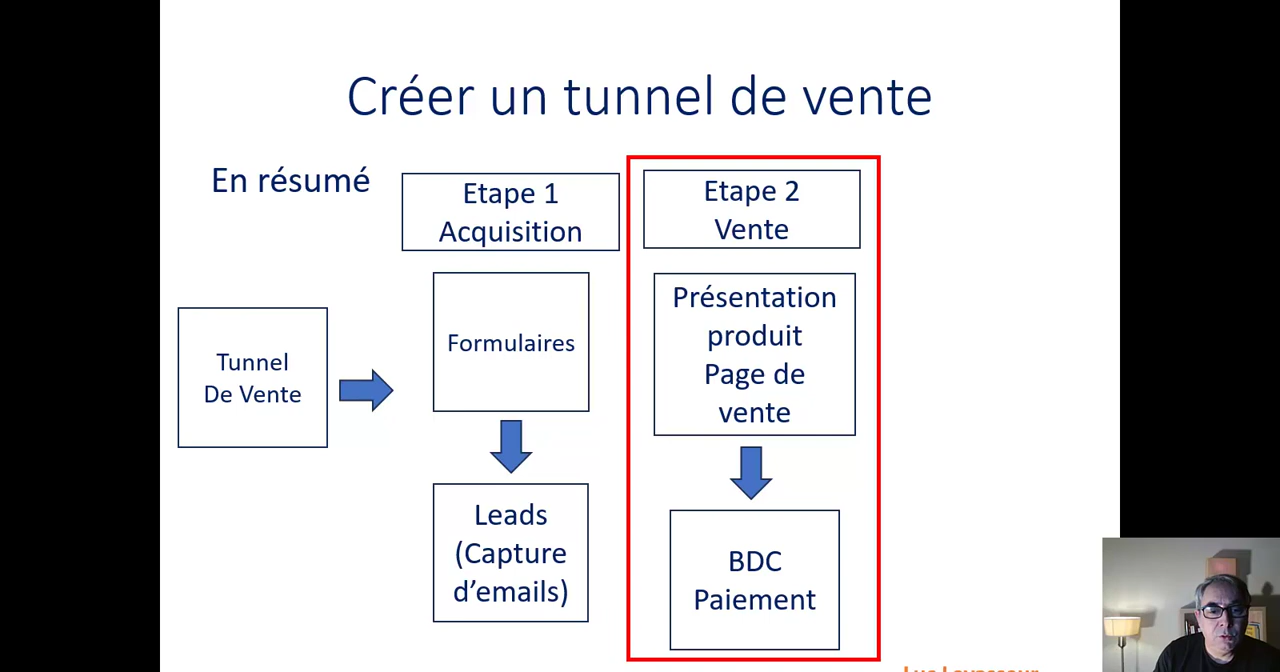 Créer un tunnel de vente
En résumé
Etape 1
Acquisition
Etape 2
Vente
Tunnel
De Vente
Formulaires
Leads
(Capture
d’emails)
Présentation
produit
Page de
vente
BDC
Paiement